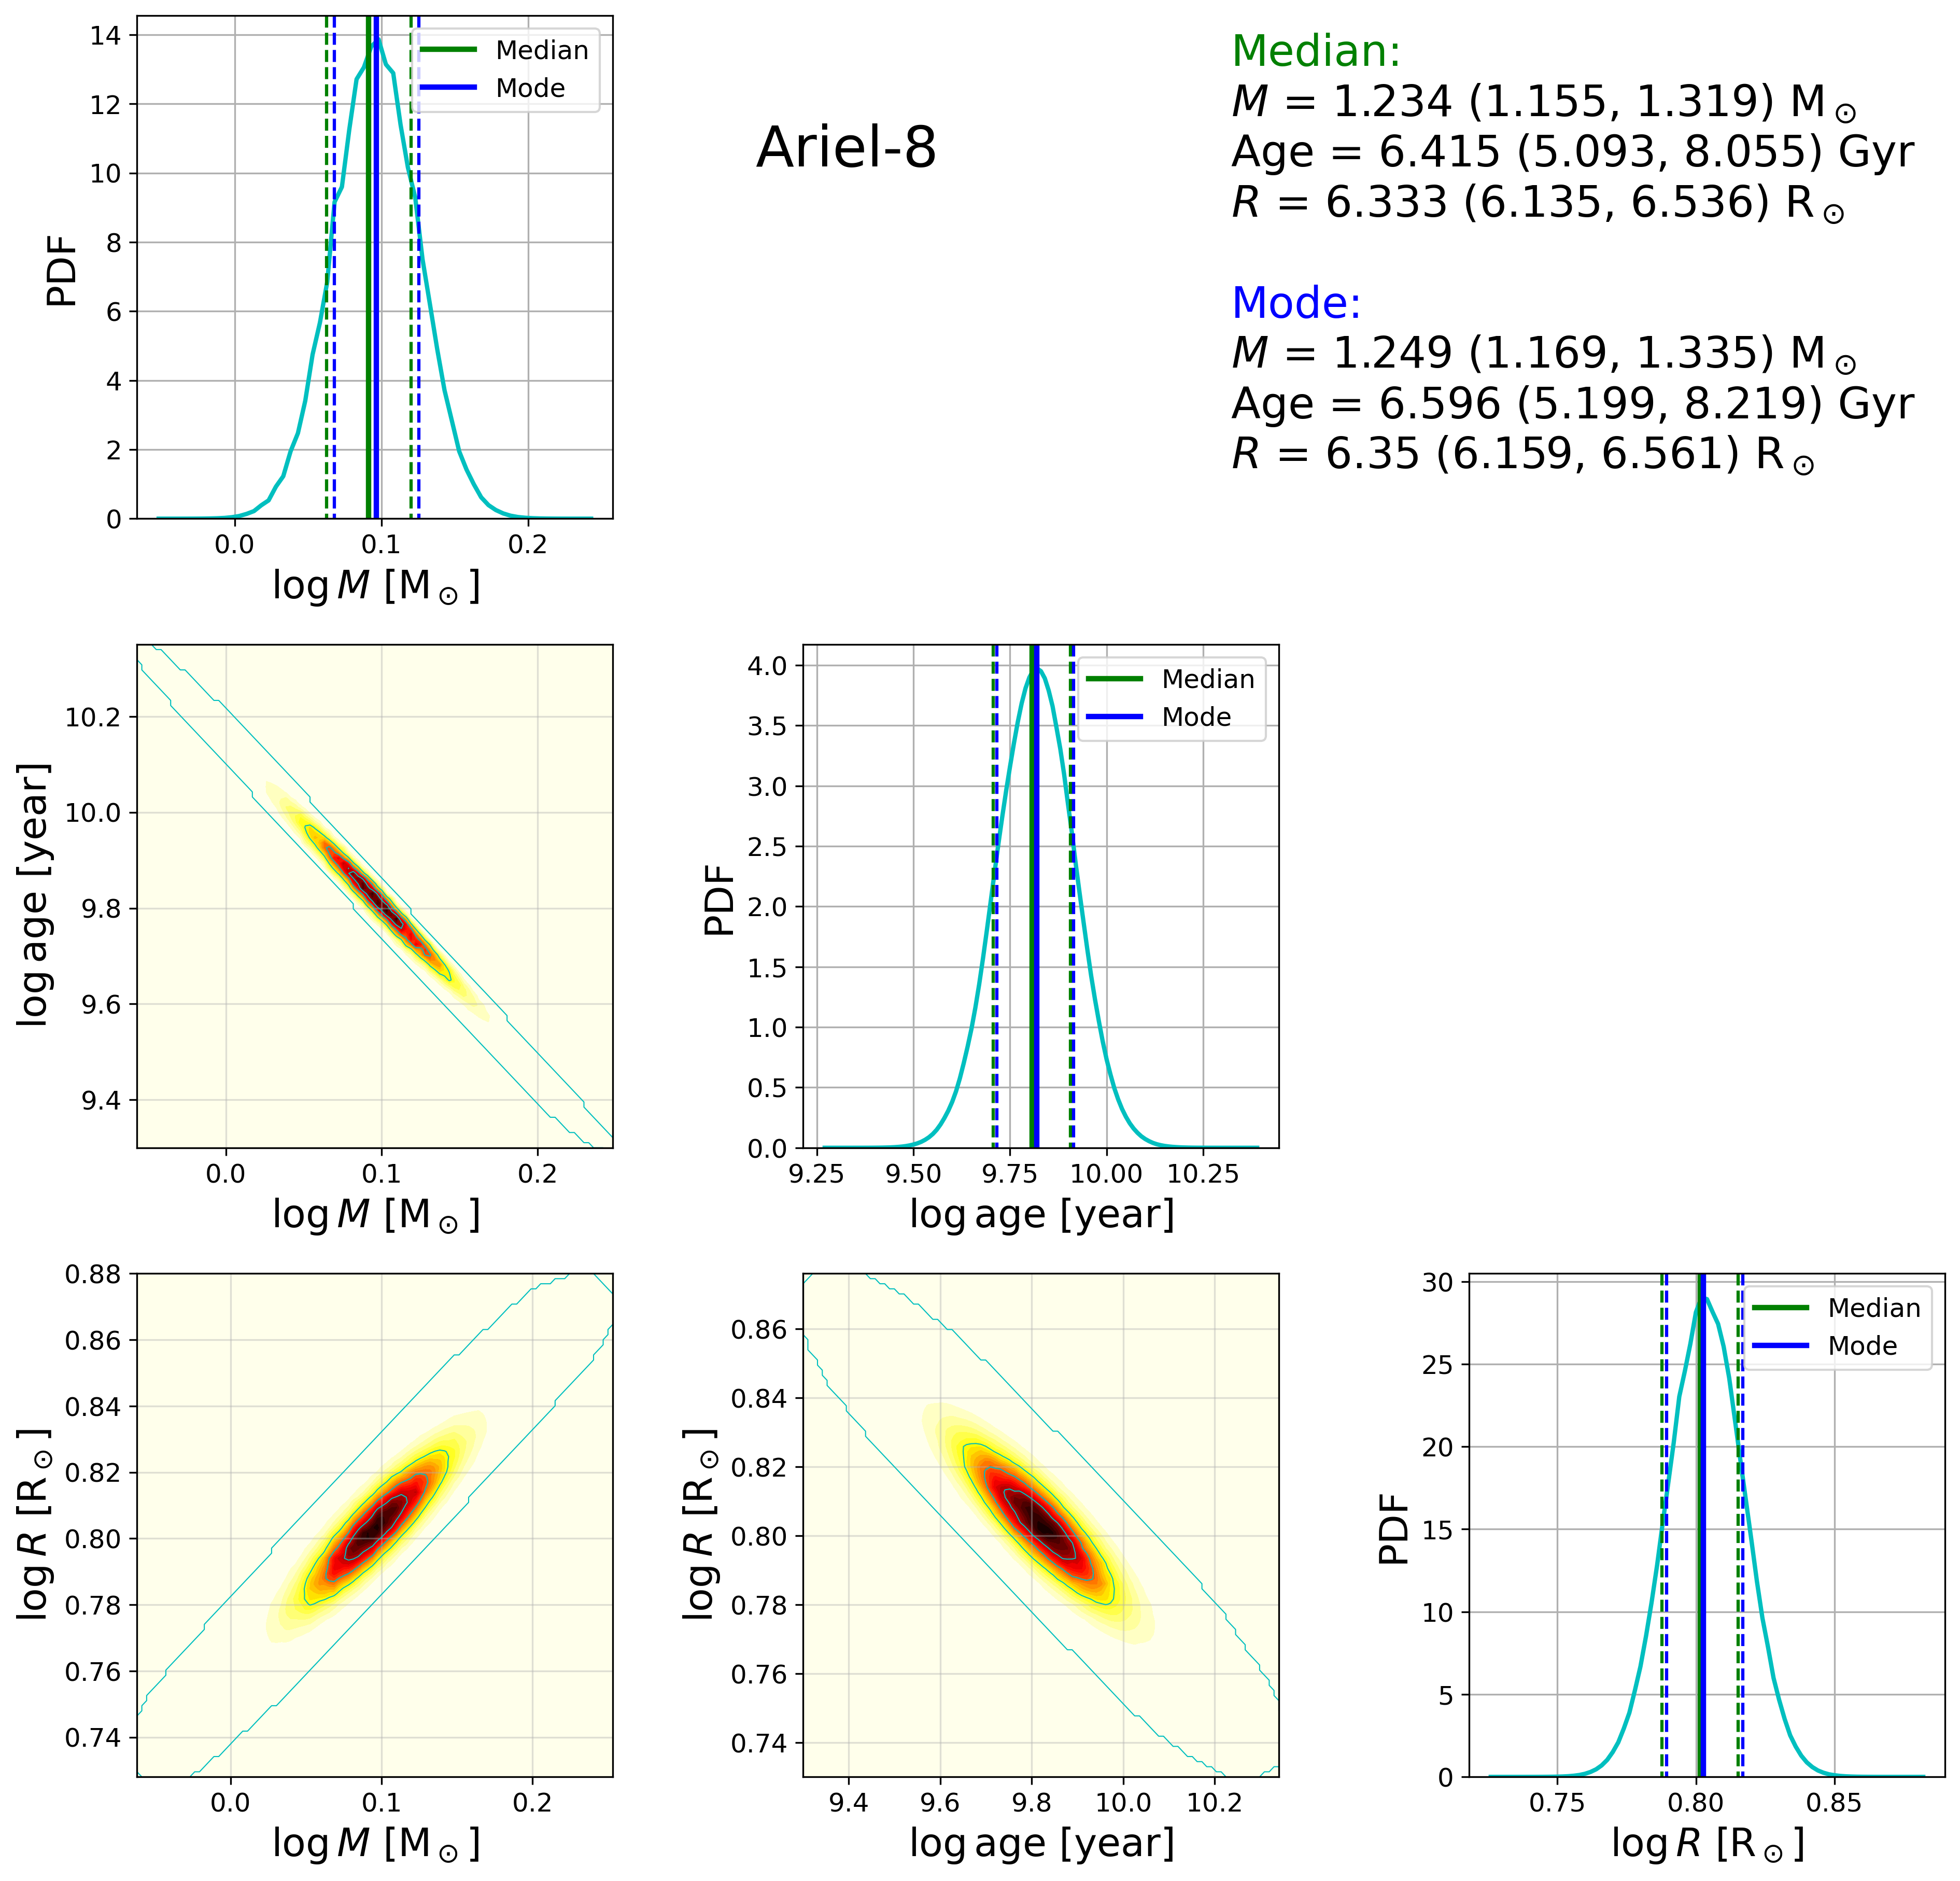 14
12
10
8
6
4
2
0
PDF
0.0 0.1 0.2
log M [M⊙]
Median
Mode
Ariel-8
Median:
M = 1.234 (1.155, 1.319) M⊙
Age = 6.415 (5.093, 8.055) Gyr
R = 6.333 (6.135, 6.536) R⊙
Mode:
M = 1.249 (1.169, 1.335) M⊙
Age = 6.596 (5.199, 8.219) Gyr
R = 6.35 (6.159, 6.561) R⊙
10.2
10.0
9.8
9.6
9.4
log age [year]
0.0 0.1 0.2
log M [M⊙]
4.0
3.5
3.0
2.5
2.0
1.5
1.0
0.5
0.0
PDF
9.25 9.50 9.75 10.00 10.25
log age [year]
Median
Mode
0.88
0.86
0.84
0.82
0.80
0.78
0.76
0.74
log R [R⊙]
0.0 0.1 0.2
log M [M⊙]
0.86
0.84
0.82
0.80
0.78
0.76
0.74
log R [R⊙]
9.4 9.6 9.8 10.0 10.2
log age [year]
30
25
20
15
10
5
0
PDF
0.75 0.80 0.85
log R [R⊙]
Median
Mode